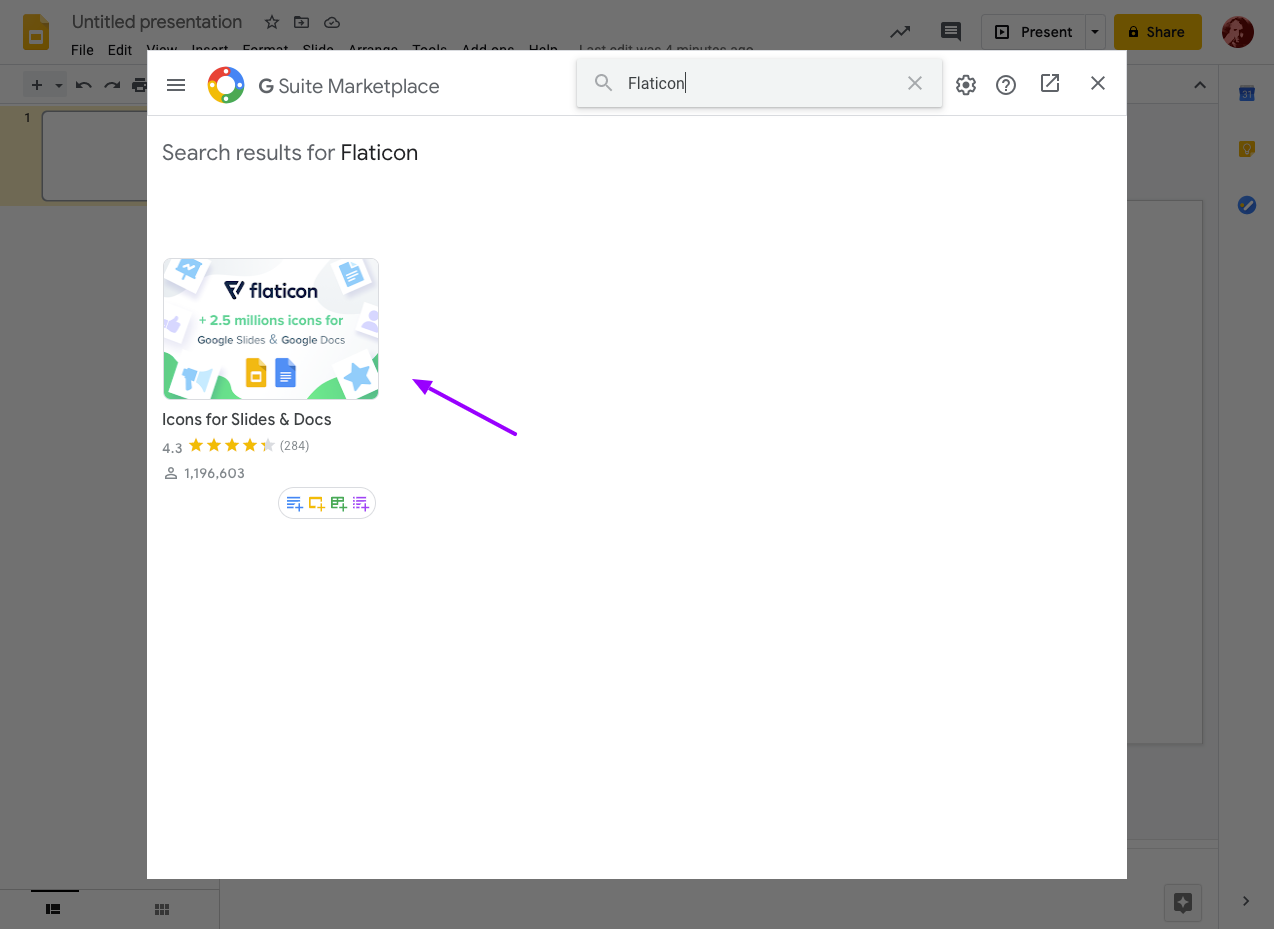 Untitled presentation
File Edit View Insert Format Slide Arrange Tools Add-ons Help Last edit was 4 minutes ago
Present
Share
G Suite Marketplace
Flaticon
31
1
Search results for Flaticon
flaticon
+ 2.5 millions icons for
Google Slides & Google Docs
Icons for Slides & Docs
4.3 (284)
1,196,603